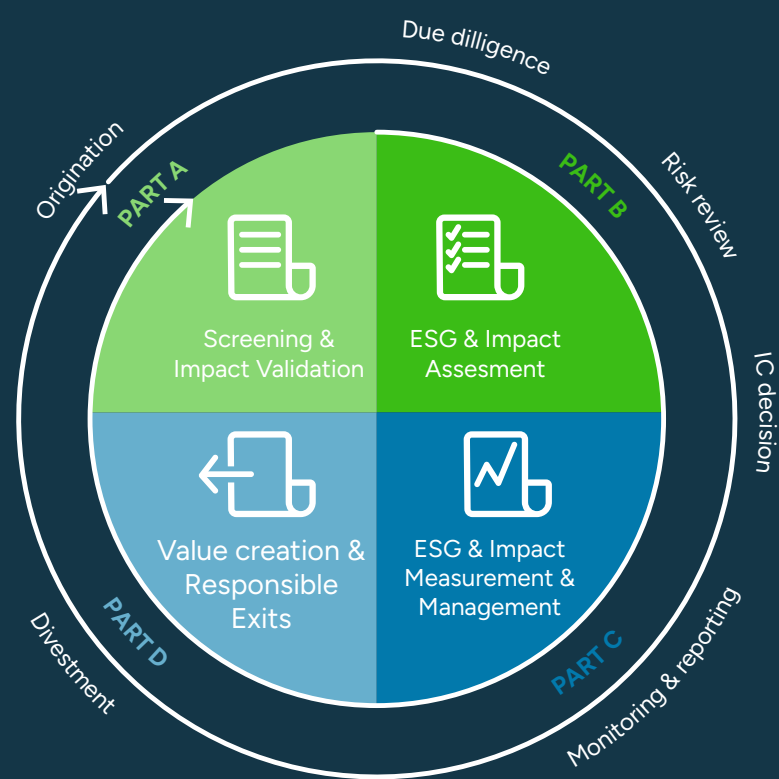 Due dilligence
Origination
PART A
PART B
Risk review
Screening &
Impact Validation
ESG & Impact
Assesment
IC decision
Value creation &
Responsible
Exits
ESG & Impact
Measurement &
Management
PART D
PART C
Divestment
Monitoring & reporting